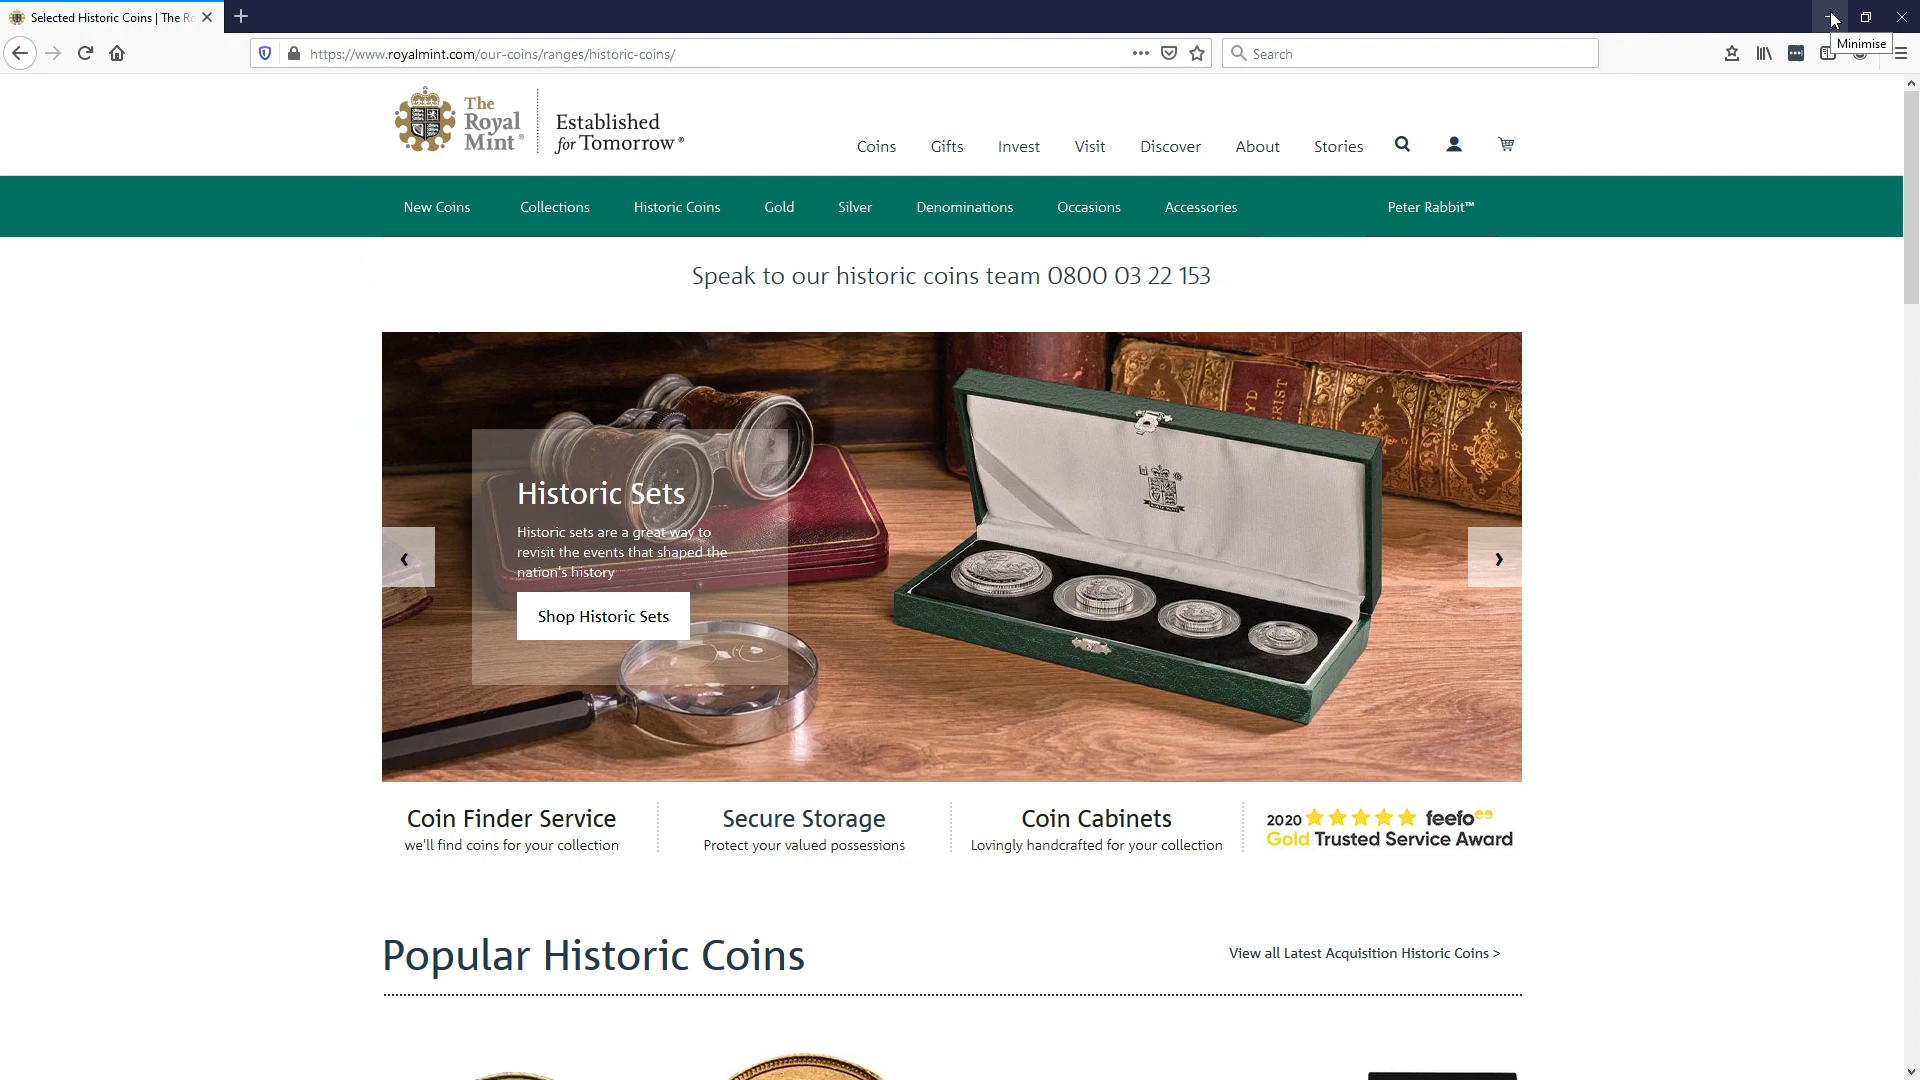 Selected Historic Coins | The Ro
Minimise
https://www.royalmint.com/our-coins/ranges/historic-coins/
Search
The
Royal
Mint®
Established
for Tomorrow®
Coins
Gifts
Invest
Visit
Discover
About
Stories
New Coins
Collections
Historic Coins
Gold
Silver
Denominations
Occasions
Accessories
Peter Rabbit™
Speak to our historic coins team 0800 03 22 153
Historic Sets
Historic sets are a great way to
revisit the events that shaped the
nation's history
Shop Historic Sets
Coin Finder Service
we'll find coins for your collection
Secure Storage
Protect your valued possessions
Coin Cabinets
Lovingly handcrafted for your collection
2020 feefo
Gold Trusted Service Award
Popular Historic Coins
View all Latest Acquisition Historic Coins >